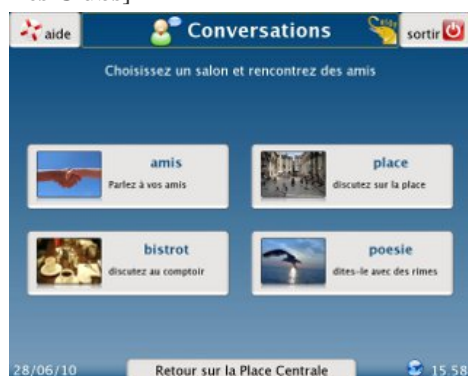 aide
Conversations
sortir
Choisissez un salon et rencontrez des amis
amis
Parlez à vos amis
place
discutez sur la place
bistrot
discutez au comptoir
poesie
dites-le avec des rimes
28/06/10
Retour sur la Place Centrale
15.58